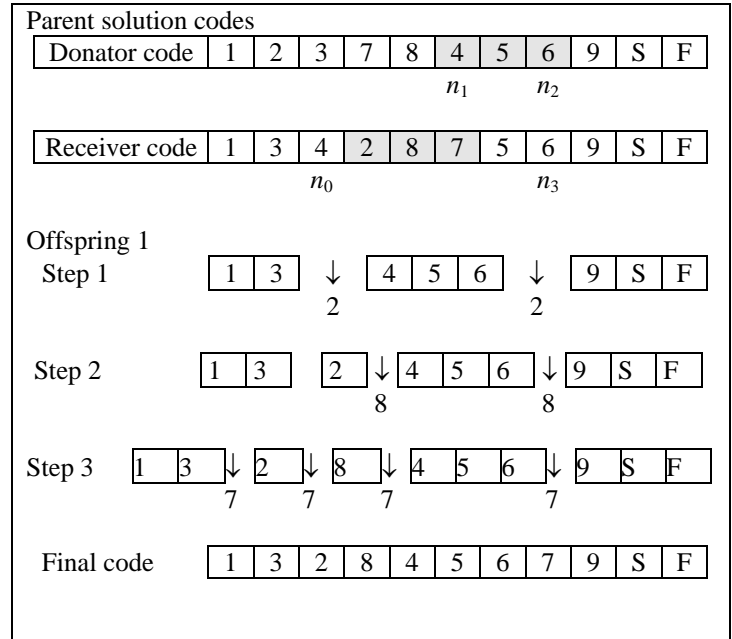 Parent solution codes
Donator code 1 2 3 7 8 4 5 6 9 S F
n1 n2
Receiver code 1 3 4 2 8 7 5 6 9 S F
n0 n3
Offspring 1
Step 1 1 3 ↓ 4 5 6 ↓ 9 S F
2 2
Step 2 1 3 2 ↓ 4 5 6 ↓ 9 S F
8 8
Step 3 1 3 ↓ 2 ↓ 8 ↓ 4 5 6 ↓ 9 S F
7 7 7 7
Final code 1 3 2 8 4 5 6 7 9 S F